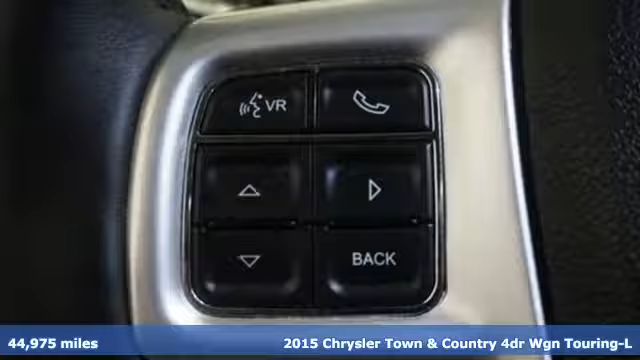 VR
BACK
44,975 miles
2015 Chrysler Town & Country 4dr Wgn Touring-L